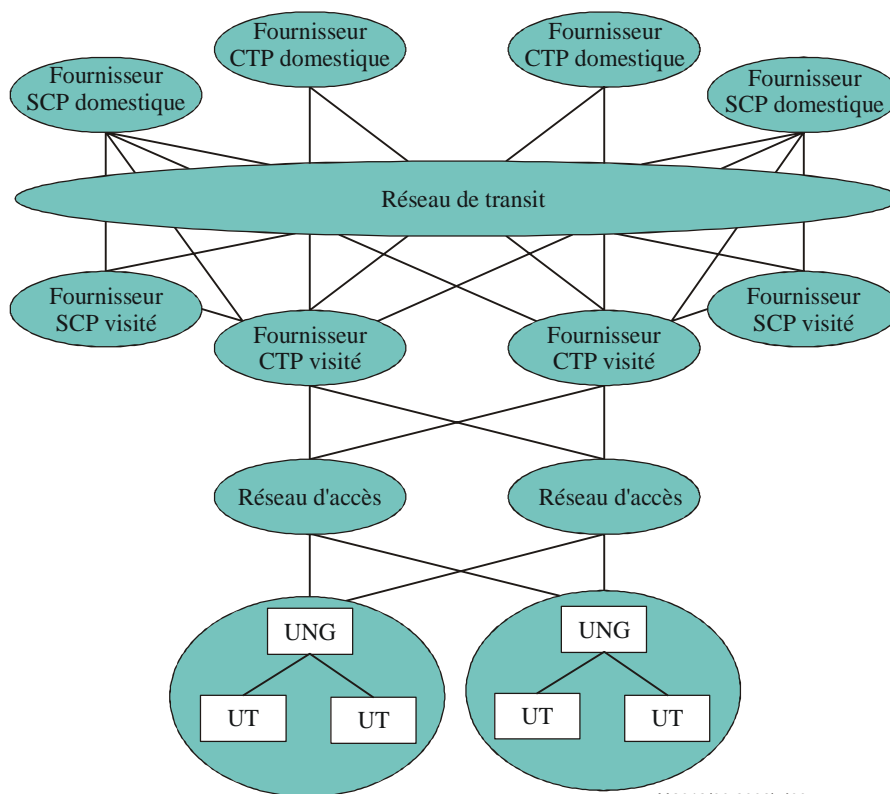 Fournisseur
CTP domestique
Fournisseur
CTP domestique
Fournisseur
SCP domestique
Fournisseur
SCP domestique
Réseau de transit
Fournisseur
SCP visité
Fournisseur
CTP visité
Fournisseur
CTP visité
Fournisseur
SCP visité
Réseau d'accès
Réseau d'accès
UNG
UT
UT
UNG
UT
UT